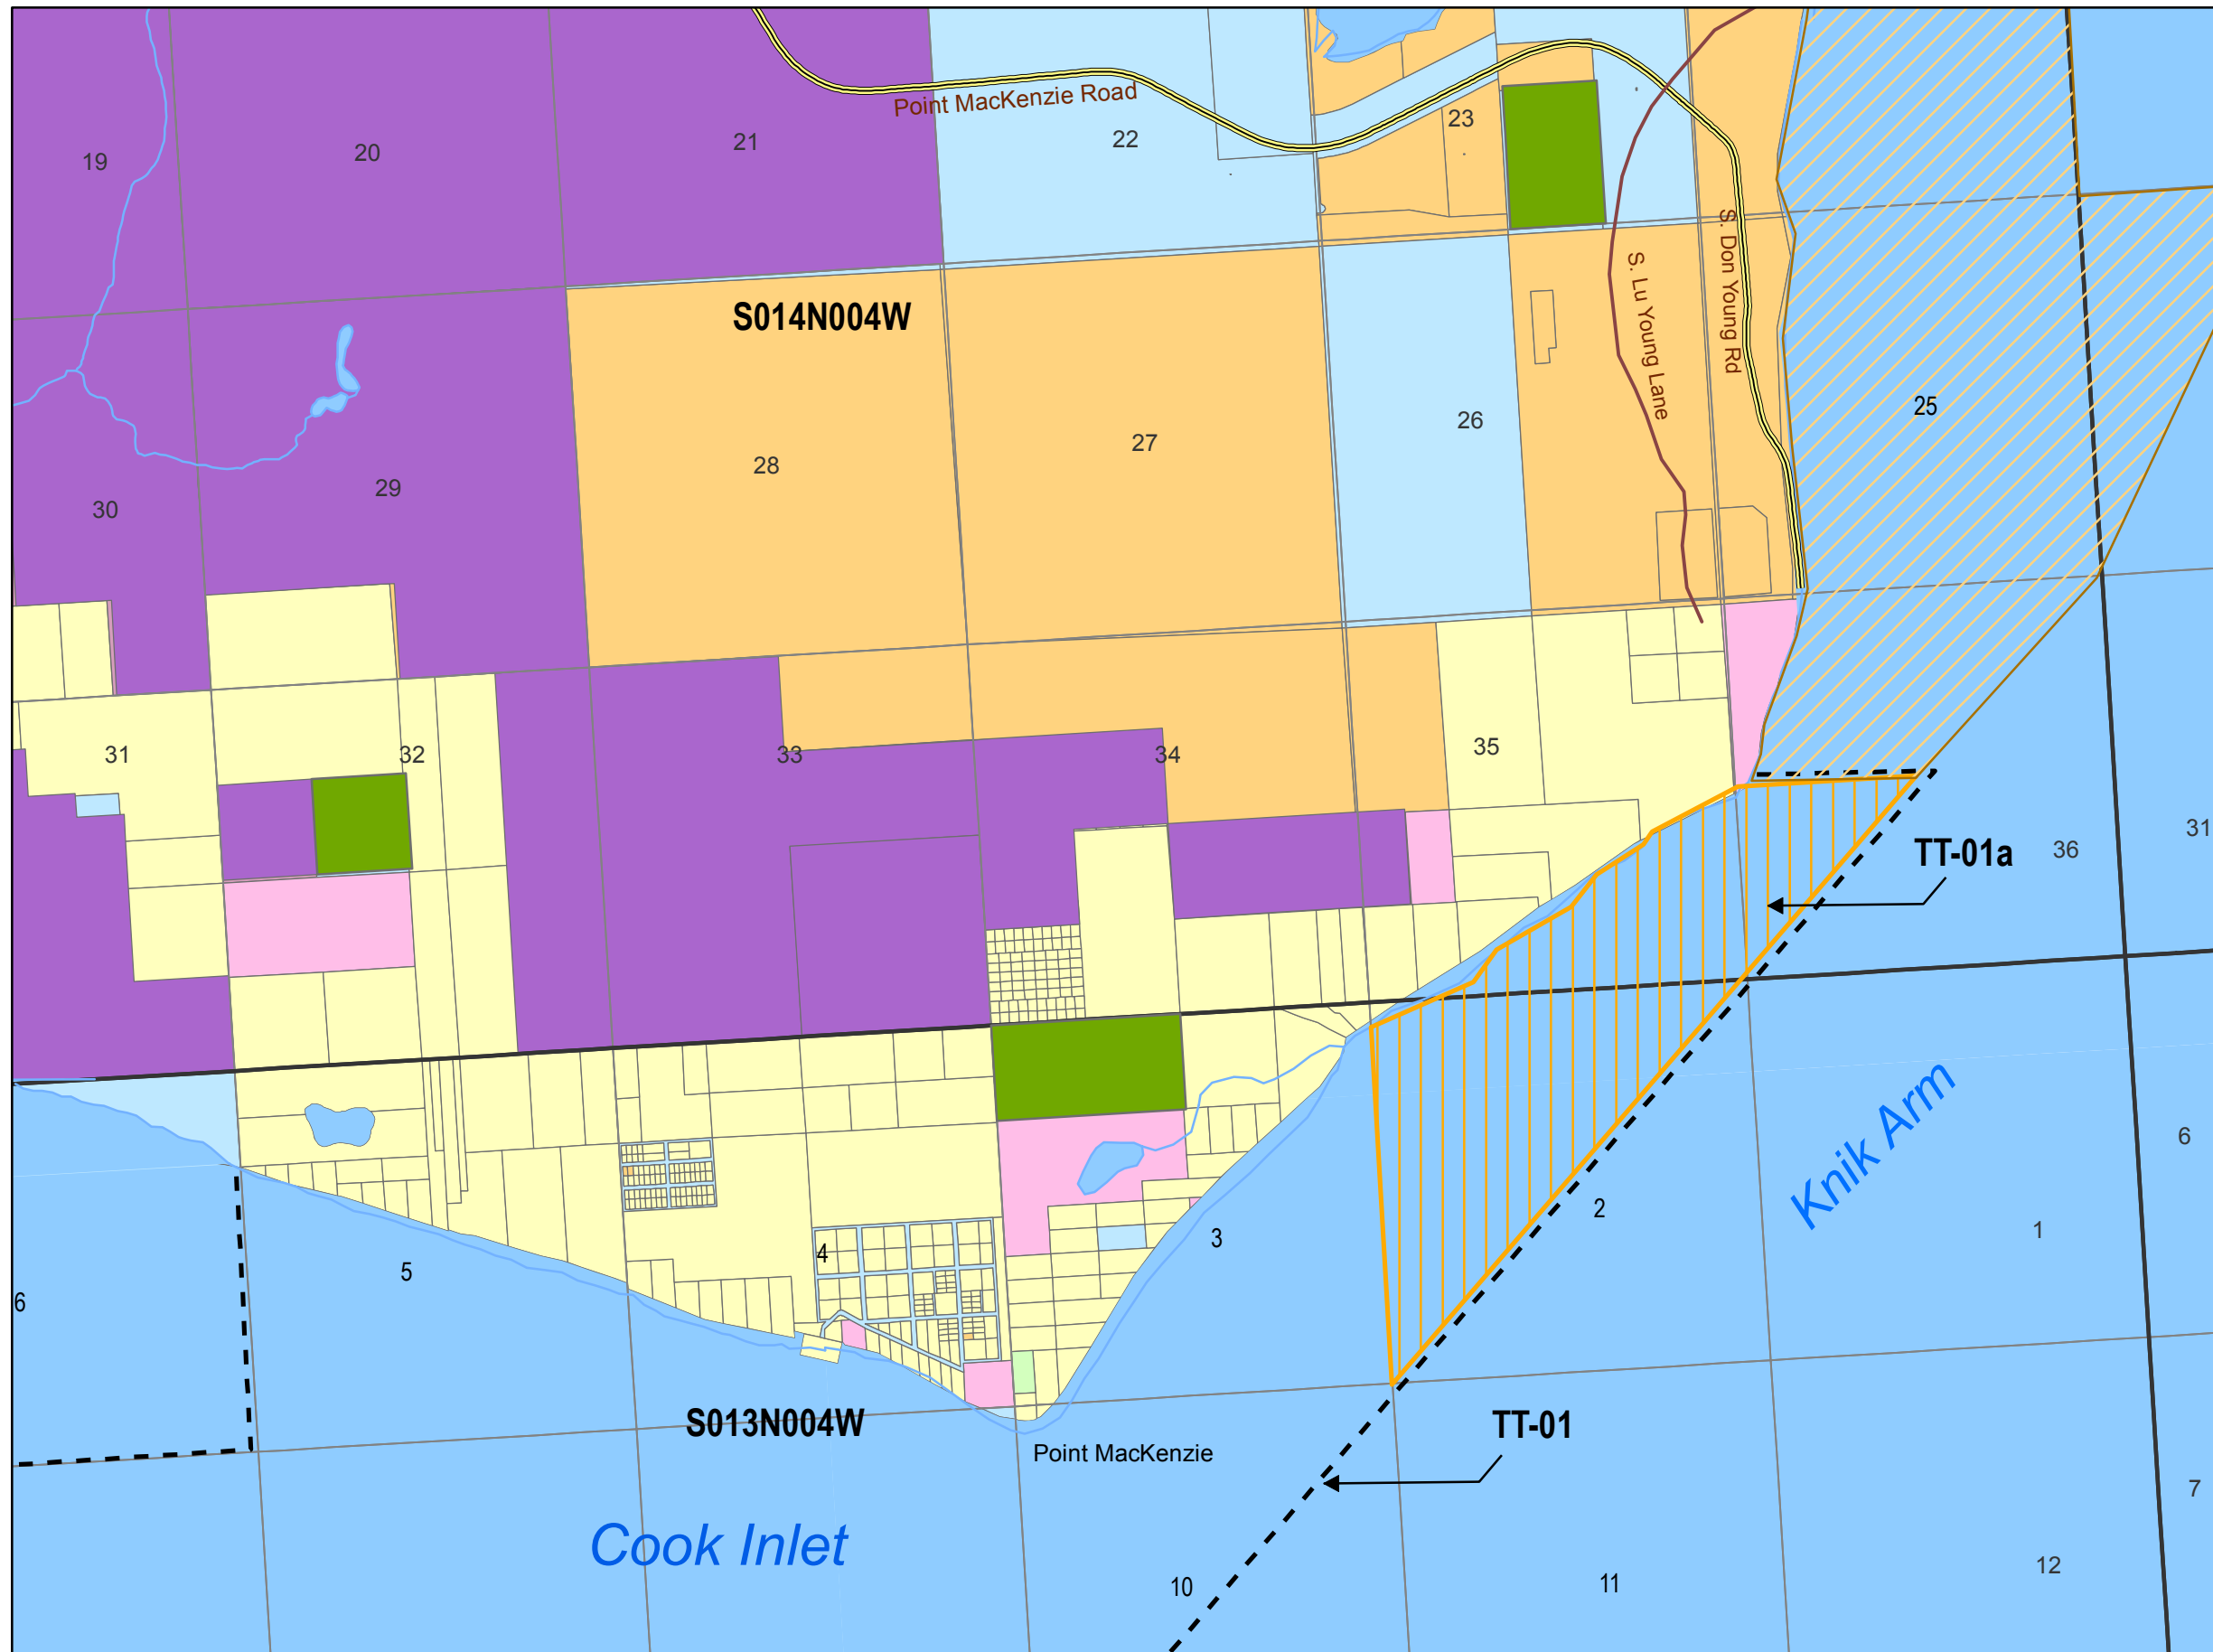 Point MacKenzie Road
19
20
21
22
23
S. Don Young Rd
S. Lu Young Lane
S014N004W
25
26
27
28
29
30
31
32
33
34
35
TT-01a
36
31
Knik Arm
6
5
4
3
2
1
6
S013N004W
Point MacKenzie
TT-01
7
Cook Inlet
10
11
12